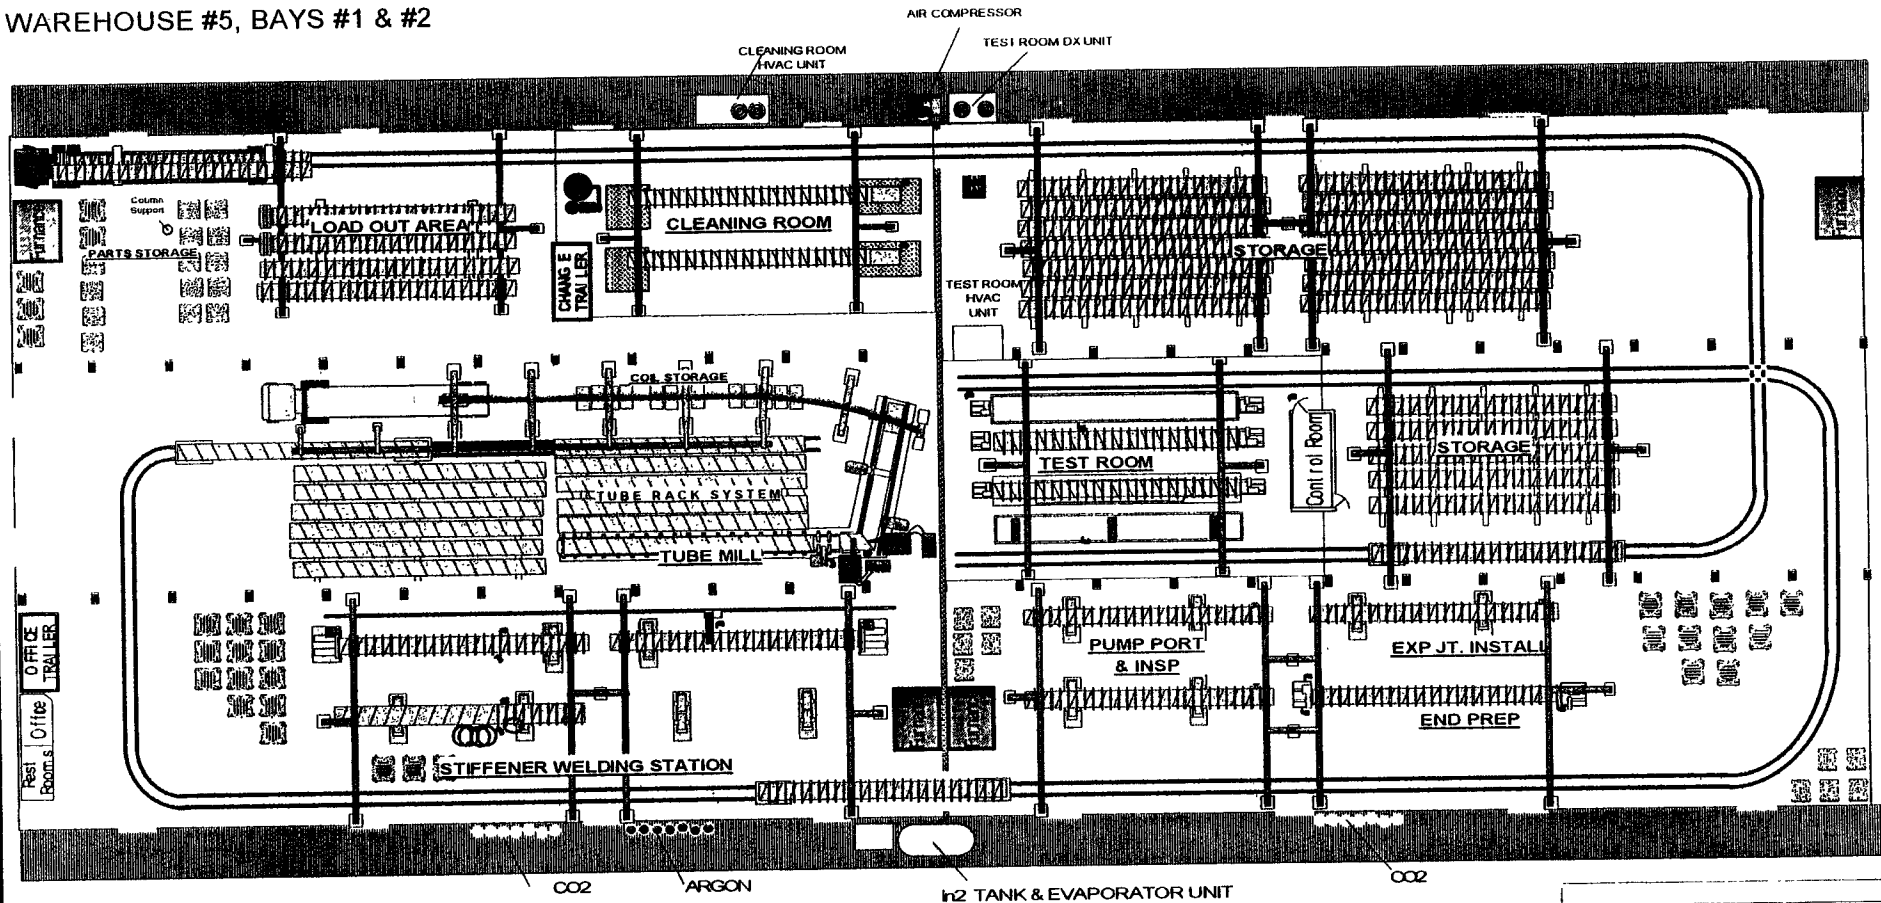 WAREHOUSE #5, BAYS #1 & #2
AIR COMPRESSOR
CLEANING ROOM
HVAC UNIT
TEST ROOM DX UNIT
Furnance
Column
Support
PARTS STORAGE
LOAD OUT AREA
CHANGE
TRAILER
CLEANING ROOM
TEST ROOM
HVAC
UNIT
STORAGE
COIL STORAGE
TUBE RACK SYSTEM
TUBE MILL
TEST ROOM
Control Room
STORAGE
OFFICE
TRAILER
Office
Rest
Rooms
STIFFENER WELDING STATION
PUMP PORT
& INSP
EXP JT. INSTALL
END PREP
CO2
ARGON
ln2 TANK & EVAPORATOR UNIT
CO2